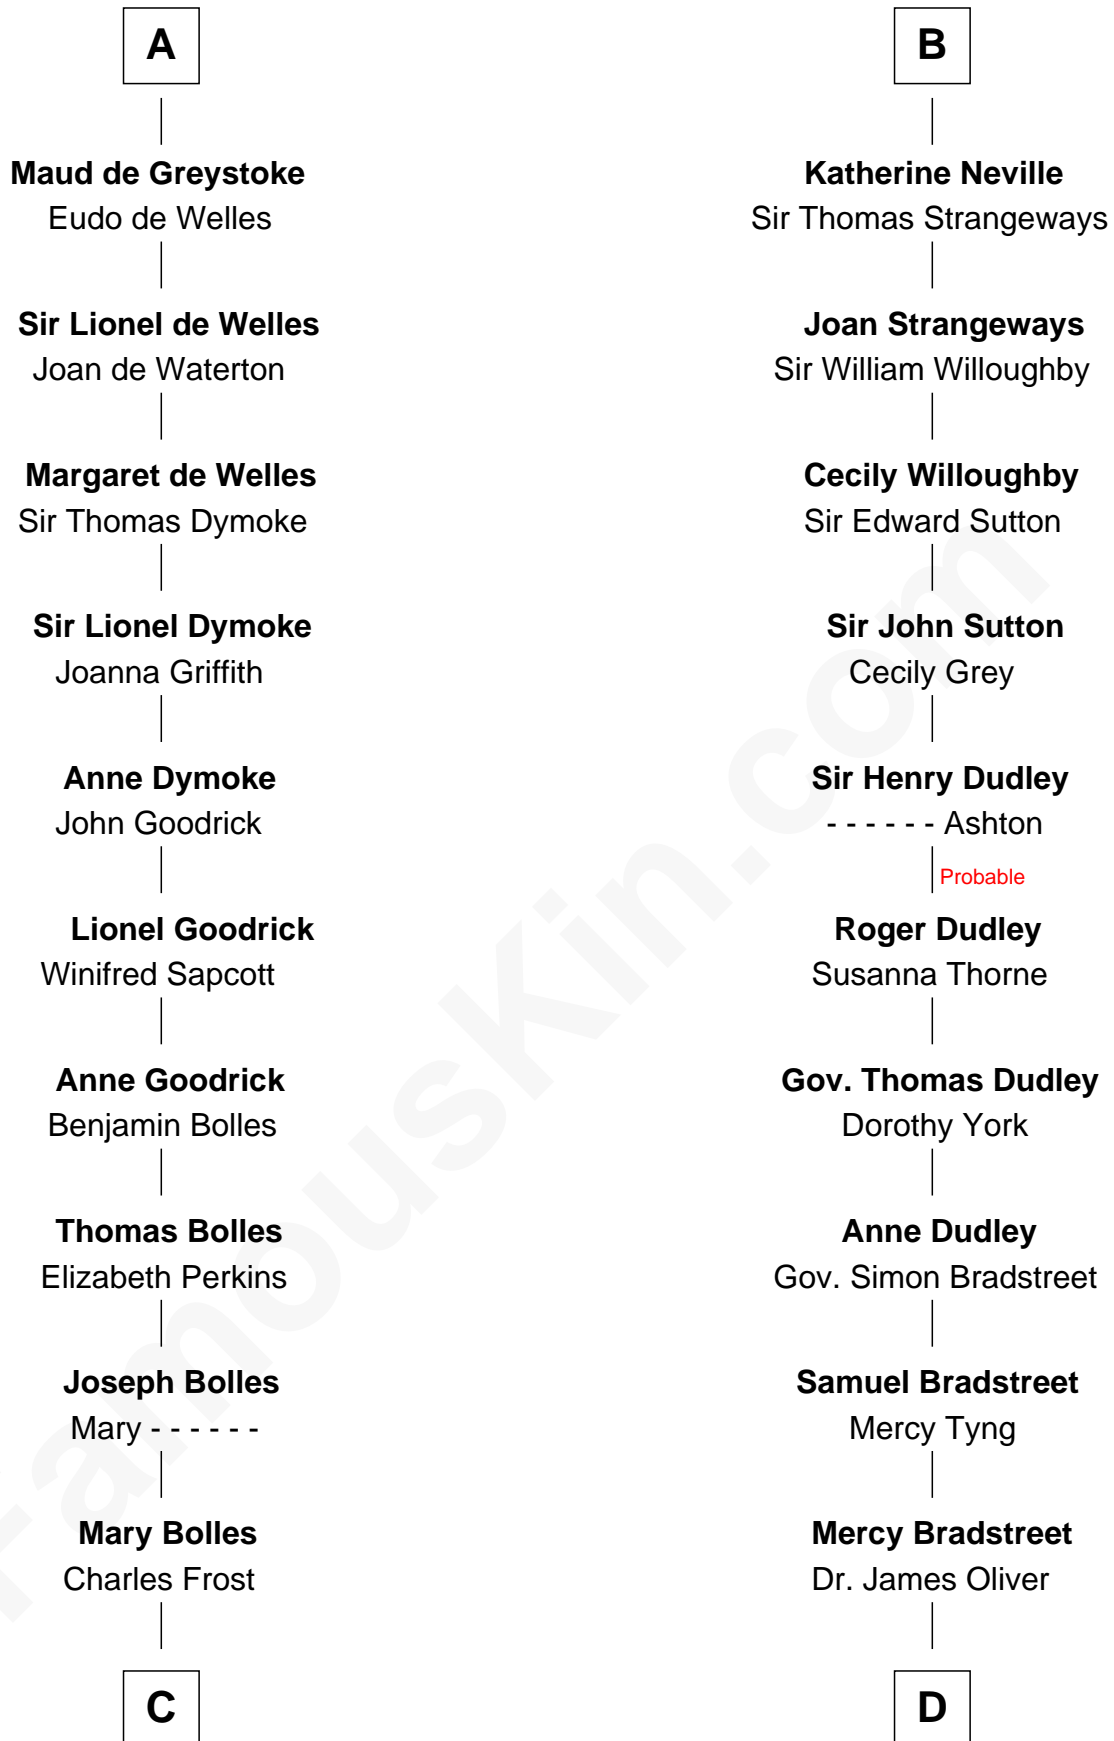 A
Maud de Greystoke
Eudo de Welles
Sir Lionel de Welles
Joan de Waterton
Margaret de Welles
Sir Thomas Dymoke
Sir Lionel Dymoke
Joanna Griffith
Anne Dymoke
John Goodrick
Lionel Goodrick
Winifred Sapcott
Anne Goodrick
Benjamin Bolles
Thomas Bolles
Elizabeth Perkins
Joseph Bolles
Mary - - - - - -
Mary Bolles
Charles Frost
C
B
Katherine Neville
Sir Thomas Strangeways
Joan Strangeways
Sir William Willoughby
Cecily Willoughby
Sir Edward Sutton
Sir John Sutton
Cecily Grey
Sir Henry Dudley
- - - - - - Ashton
Probable
Roger Dudley
Susanna Thorne
Gov. Thomas Dudley
Dorothy York
Anne Dudley
Gov. Simon Bradstreet
Samuel Bradstreet
Mercy Tyng
Mercy Bradstreet
Dr. James Oliver
D
FamousKin.com